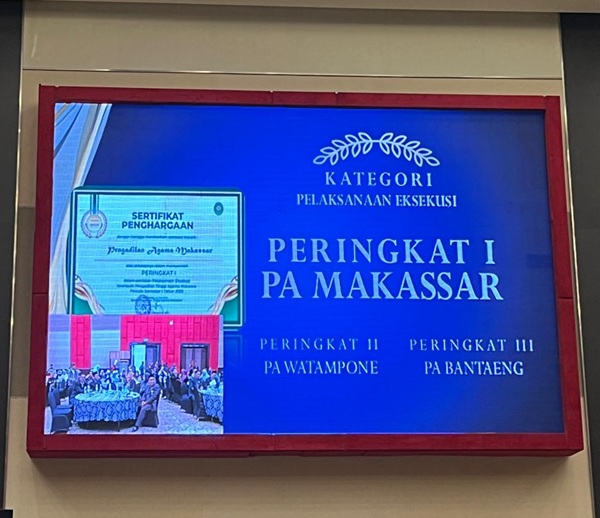 KATEGORI
PELAKSANAAN EKSEKUSI
PERINGKAT I
PA MAKASSAR
PERINGKAT II
PA WATAMPONE
PERINGKAT III
PA BANTAENG
SERTIFIKAT
PENGHARGAAN
Pengadilan Agama Makassar
PERINGKAT I